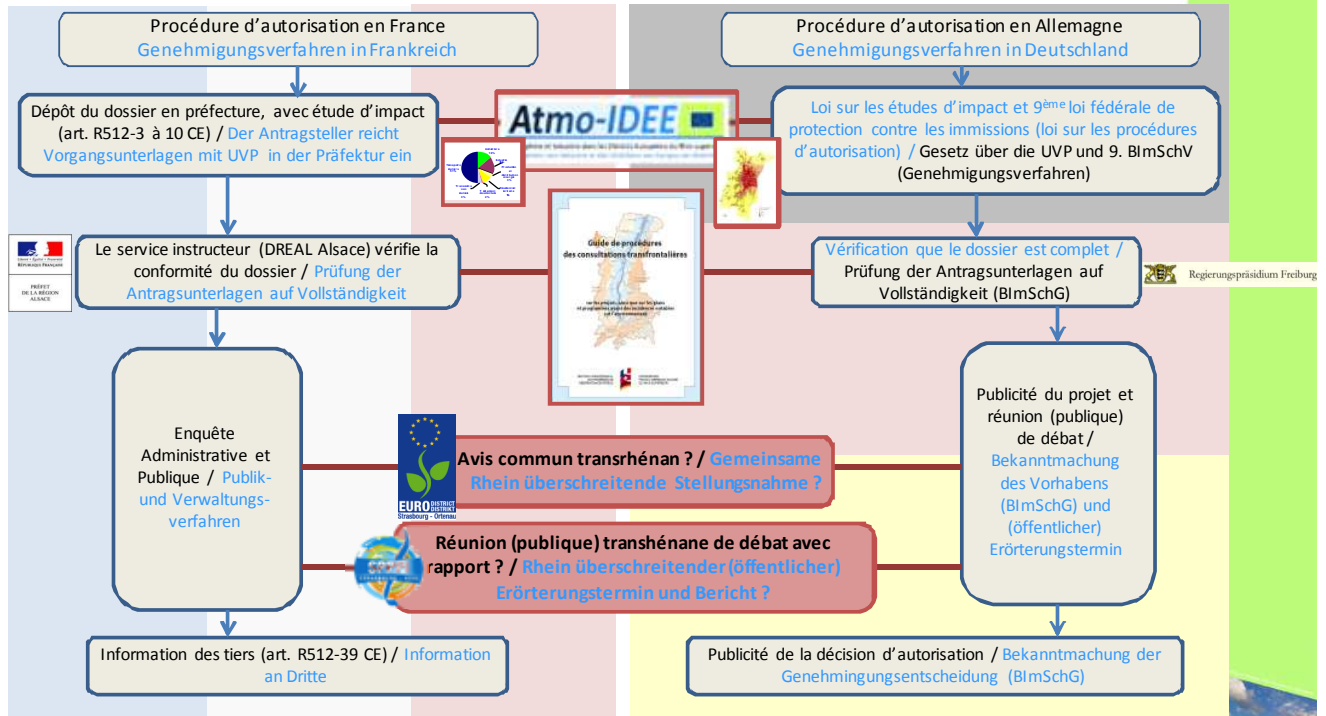 Procédure d'autorisation en France
Genehmigungsverfahren in Frankreich
Procédure d'autorisation en Allemagne
Genehmigungsverfahren in Deutschland
Dépôt du dossier en préfecture, avec étude d'impact
(art. R512-3 à 10 CE) / Der Antragsteller reicht
Vorgangsunterlagen mit UVP in der Präfektur ein
Atmo-IDEE
Loi sur les études d'impact et 9ème loi fédérale de
protection contre les immissions (loi sur les procédures
d'autorisation) / Gesetz über die UVP und 9. BImSchV
(Genehmigungsverfahren)
RÉPUBLIQUE FRANÇAISE
PRÉFET
DE LA RÉGION
ALSACE
Le service instructeur (DREAL Alsace) vérifie la
conformité du dossier / Prüfung der
Antragsunterlagen auf Vollständigkeit
Guide de procédures
des consultations transfrontalières
Vérification que le dossier est complet /
Prüfung der Antragsunterlagen auf
Vollständigkeit (BImSchG)
Regierungspräsidium Freiburg
Enquête
Administrative et
Publique / Publik-
und Verwaltungs-
verfahren
EURODISTRICT
DISTRIKT
Strasbourg - Ortenau
Avis commun transrhénan ? / Gemeinsame
Rhein überschreitende Stellungsnahme ?
Réunion (publique) transhénane de débat avec
rapport ? / Rhein überschreitender (öffentlicher)
Erörterungstermin und Bericht ?
Publicité du projet et
réunion (publique)
de débat /
Bekanntmachung
des Vorhabens
(BImSchG) und
(öffentlicher)
Erörterungstermin
Information des tiers (art. R512-39 CE) / Information
an Dritte
Publicité de la décision d'autorisation / Bekanntmachung der
Genehmingungsentscheidung (BImSchG)